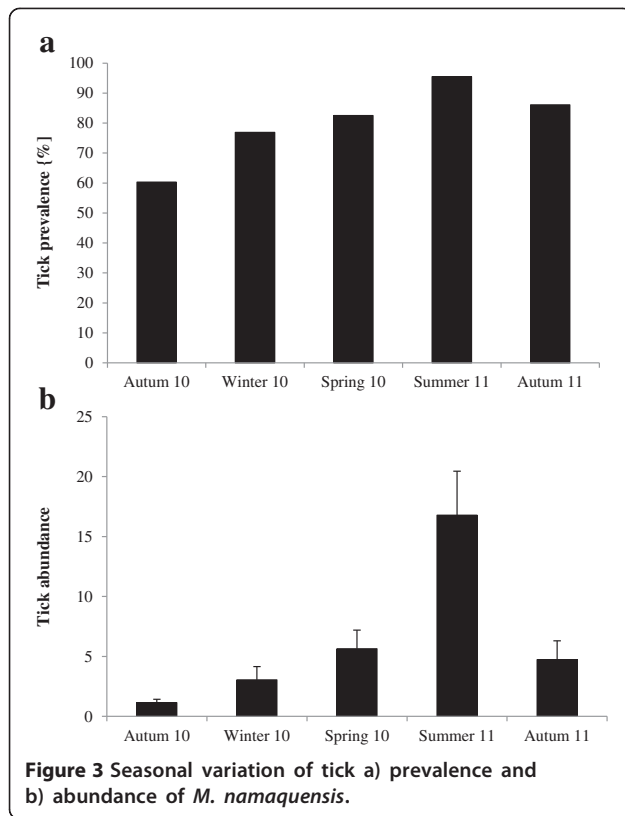 a
100
90
80
70
60
50
40
30
20
10
0
Tick prevalence {%]
Autum 10 Winter 10 Spring 10 Summer 11 Autum 11
b
25
20
15
10
5
0
Tick abundance
Autum 10 Winter 10 Spring 10 Summer 11 Autum 11
Figure 3 Seasonal variation of tick a) prevalence and
b) abundance of M. namaquensis.